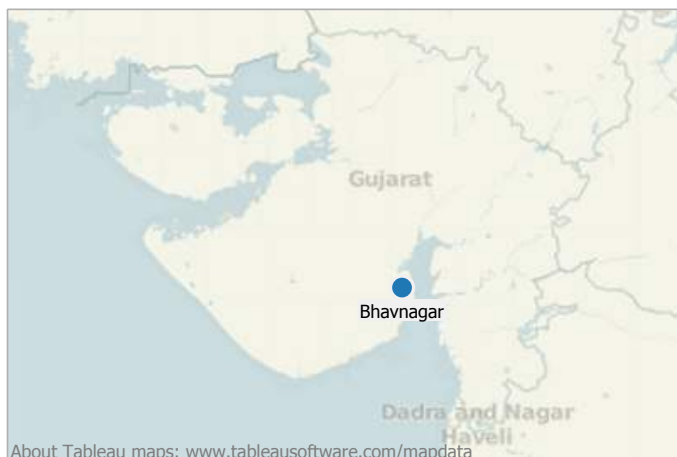 Gujarat
Bhavnagar
Dadra and Nagar
Haveli
About Tableau maps: www.tableausoftware.com/mapdata